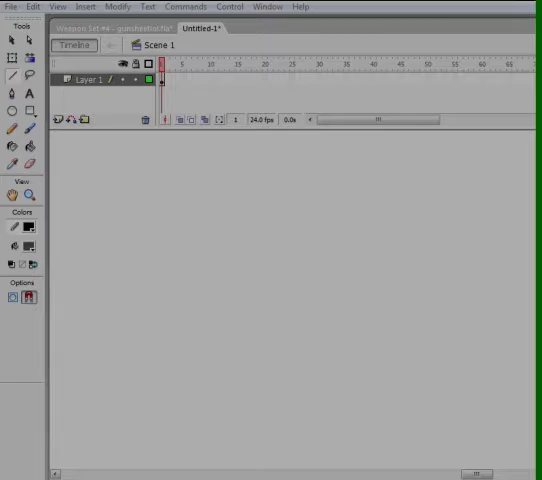 File Edit View Insert Modify Text Commands Control Window Help
Tools
Weapon Set #4 - gunsheetist.fla* Untitled-1*
Timeline Scene 1
5 10 15 20 25 30 35 40 45 50 55 60 65
Layer 1
1 24.0 fps 0.0s
View
Colors
Options